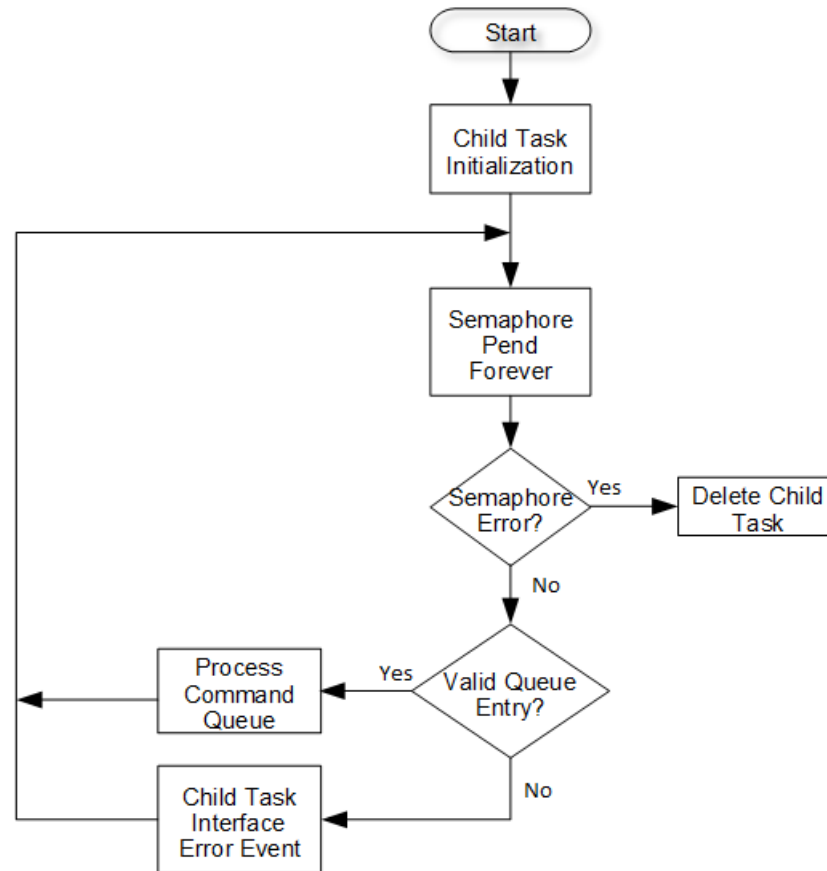 Start
Child Task
Initialization
Semaphore
Pend
Forever
Semaphore
Error?
Yes
Delete Child
Task
No
Valid Queue
Entry?
Yes
Process
Command
Queue
No
Child Task
Interface
Error Event